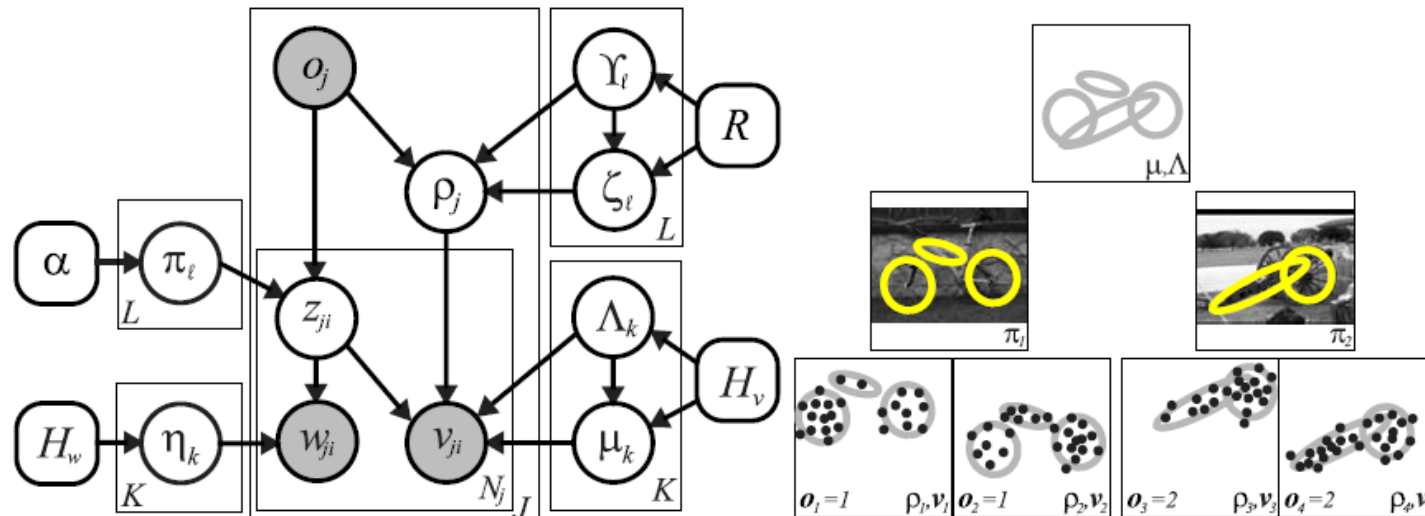 o_j
ϒ_ℓ
R
ρ_j
ζ_ℓ
L
α
π_ℓ
L
z_ji
Λ_k
H_v
H_w
η_k
K
w_ji
v_ji
N_j
J
μ_k
K
μ,Λ
π_1
π_2
o_1=1 ρ_1,v_1
o_2=1 ρ_2,v_2
o_3=2 ρ_3,v_3
o_4=2 ρ_4,v